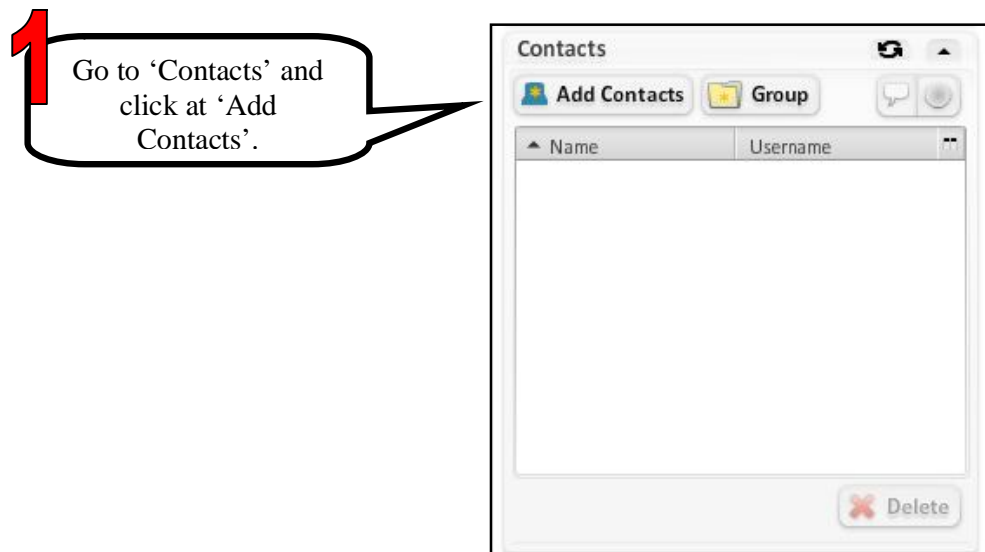 1
Go to ‘Contacts’ and
click at ‘Add
Contacts’.
Contacts
Add Contacts Group
Name Username
Delete